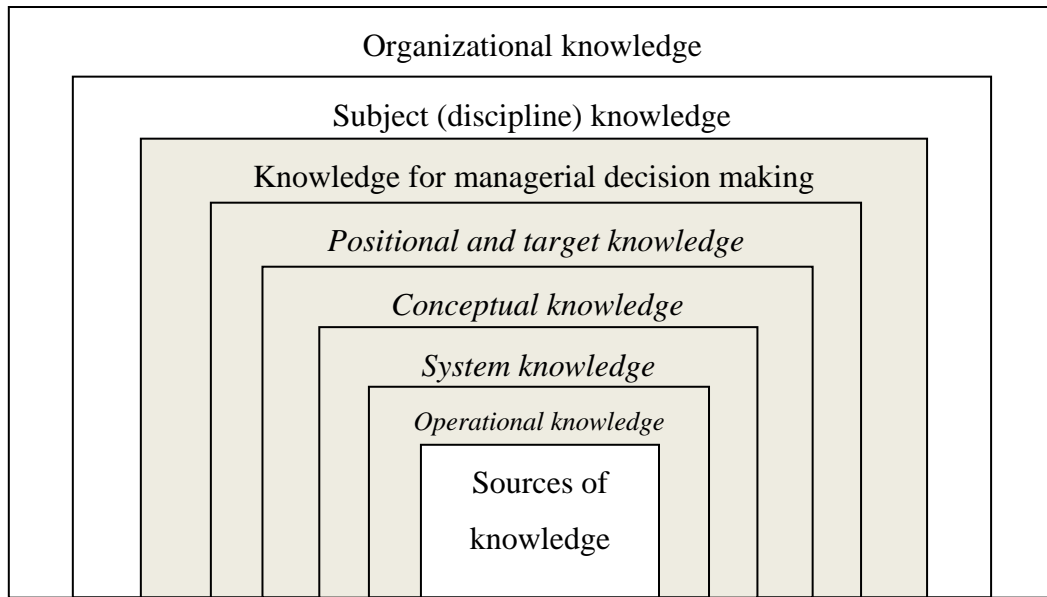 Organizational knowledge
Subject (discipline) knowledge
Knowledge for managerial decision making
Positional and target knowledge
Conceptual knowledge
System knowledge
Operational knowledge
Sources of
knowledge